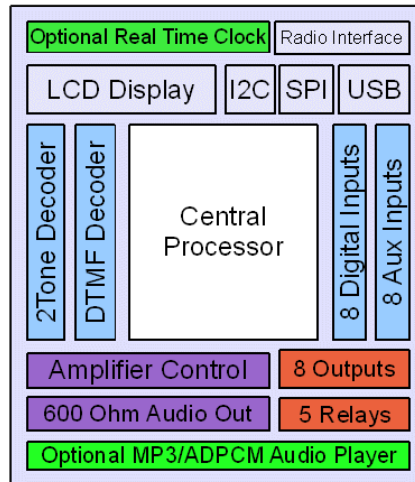 Optional Real Time Clock
Radio Interface
LCD Display
I2C
SPI
USB
2Tone Decoder
DTMF Decoder
Central
Processor
8 Digital Inputs
8 Aux Inputs
Amplifier Control
8 Outputs
600 Ohm Audio Out
5 Relays
Optional MP3/ADPCM Audio Player